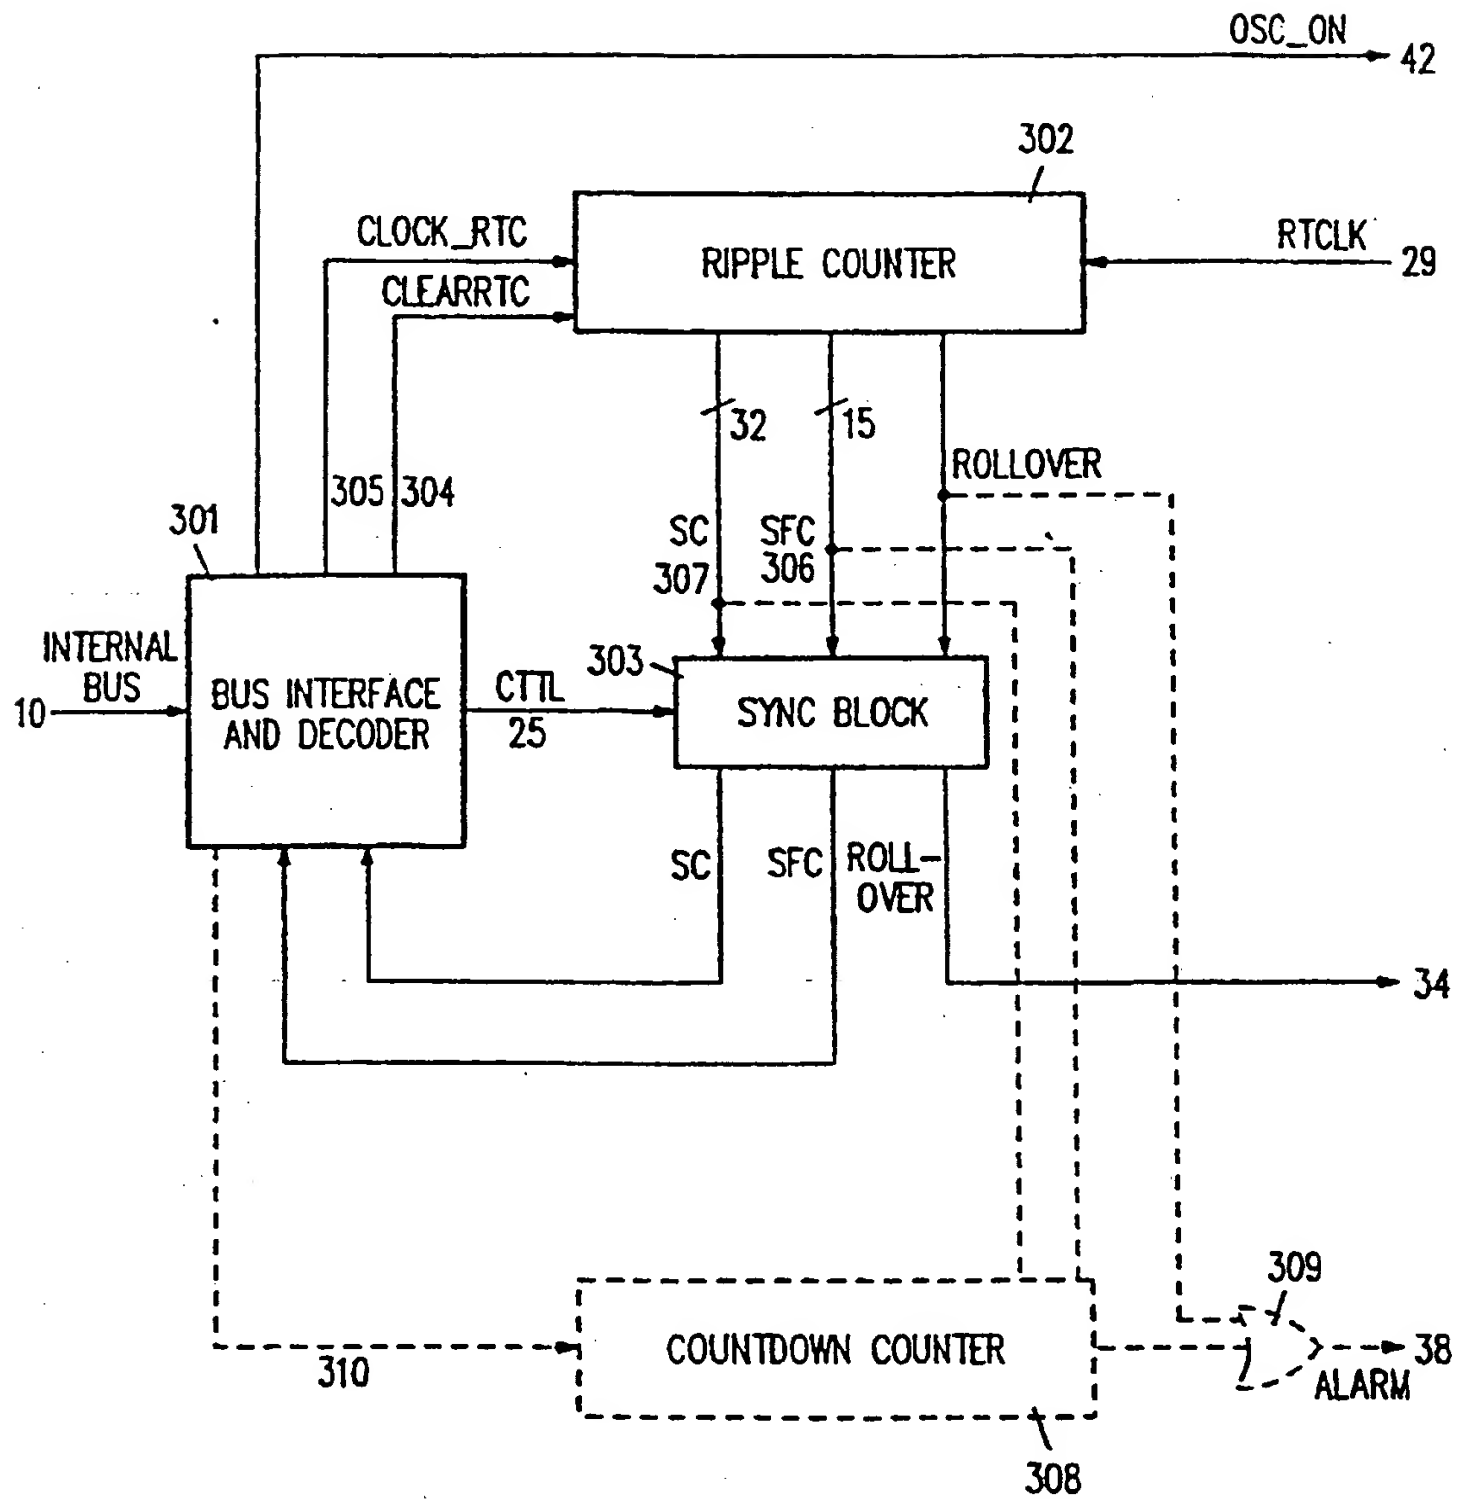 OSC_ON
42
302
CLOCK_RTC
RIPPLE COUNTER
RTCLK
29
CLEARRTC
32
15
ROLLOVER
305
304
301
SC
307
SFC
306
INTERNAL
BUS
10
BUS INTERFACE
AND DECODER
CTTL
25
303
SYNC BLOCK
SC
SFC
ROLL-
OVER
34
309
COUNTDOWN COUNTER
310
38
ALARM
308